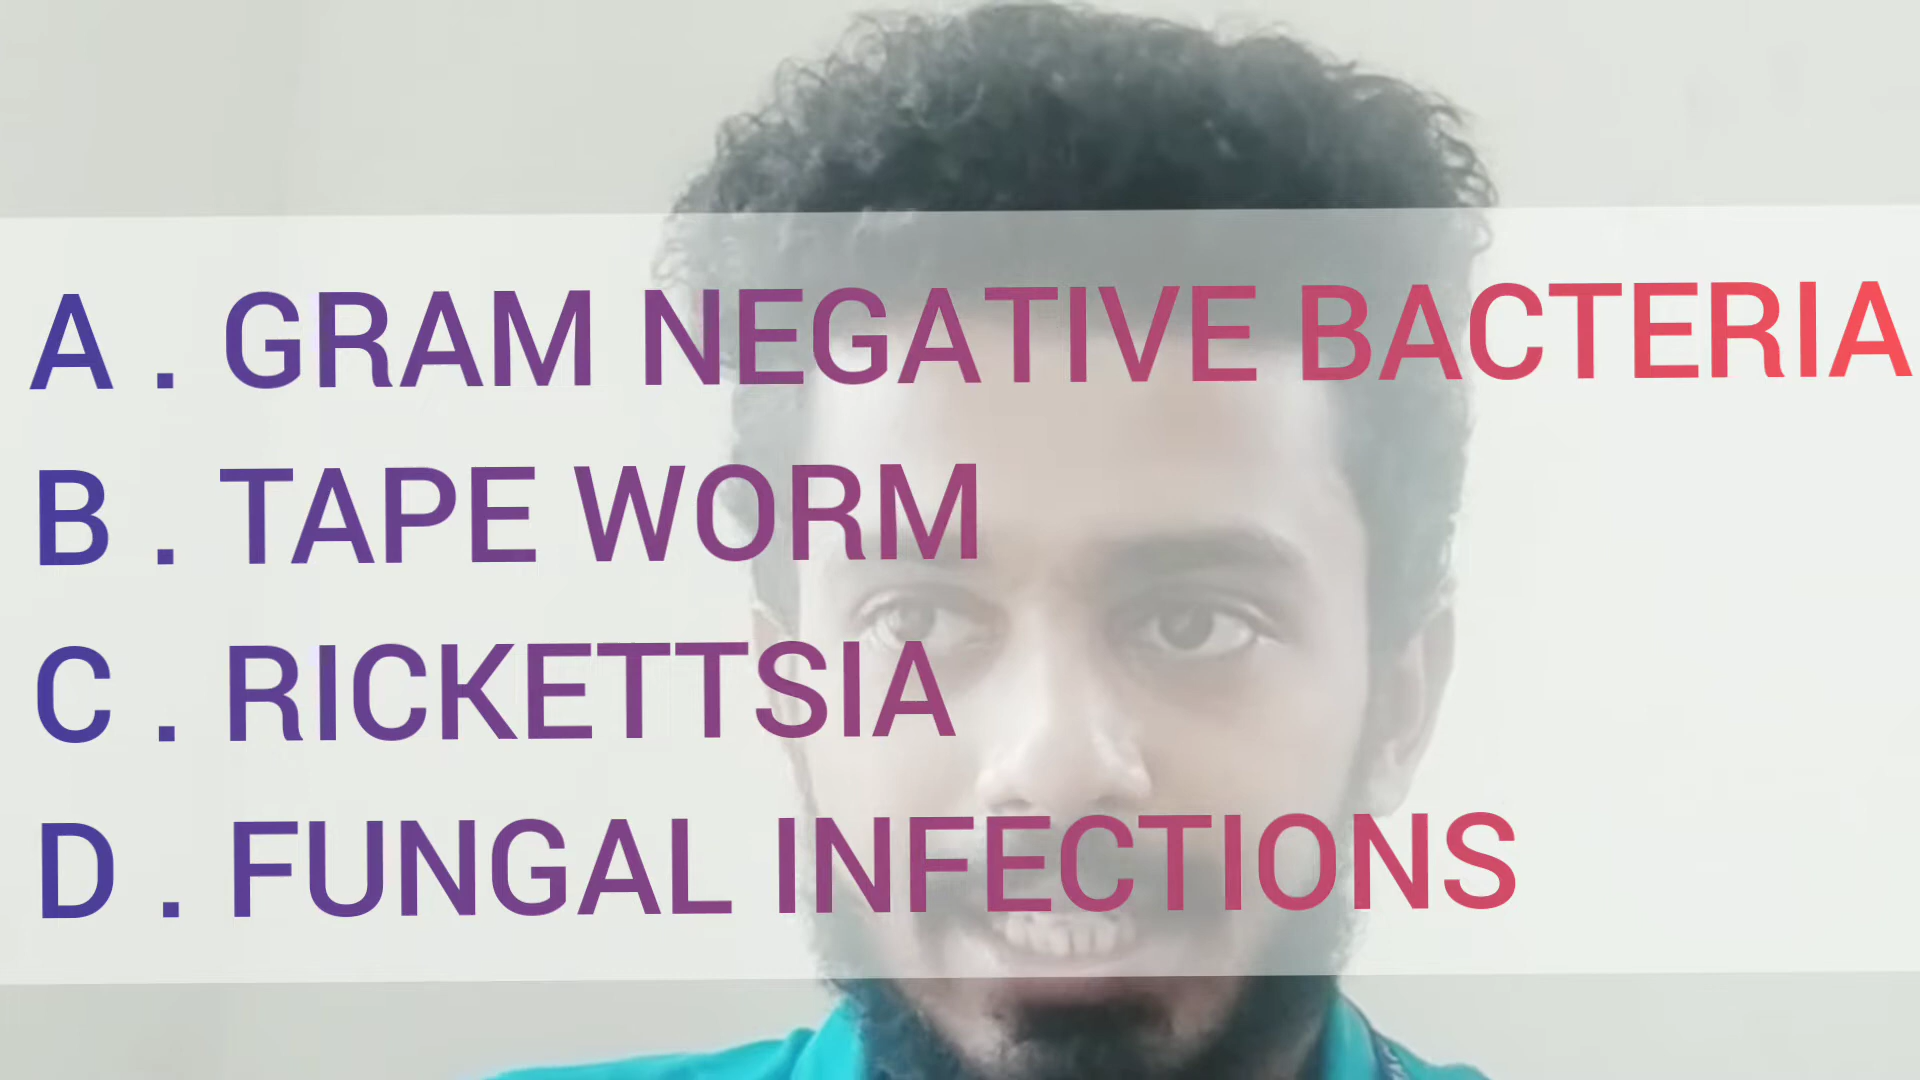 A . GRAM NEGATIVE BACTERIA
B . TAPE WORM
C . RICKETTSIA
D . FUNGAL INFECTIONS